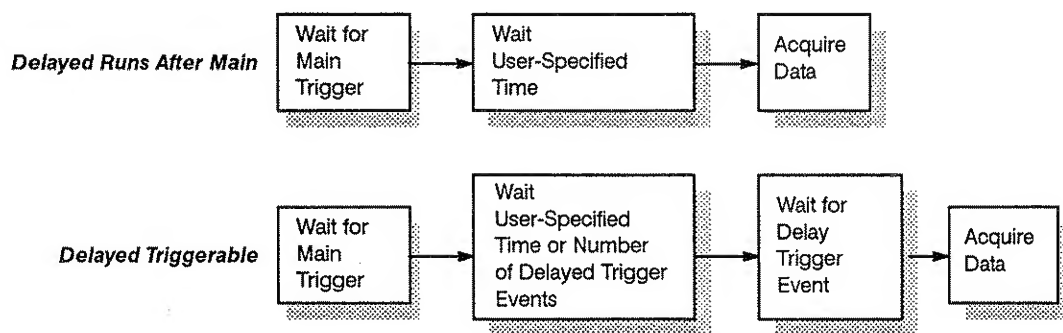 Delayed Runs After Main
Wait for
Main
Trigger
Wait
User-Specified
Time
Acquire
Data
Delayed Triggerable
Wait for
Main
Trigger
Wait
User-Specified
Time or Number
of Delayed Trigger
Events
Wait for
Delay
Trigger
Event
Acquire
Data